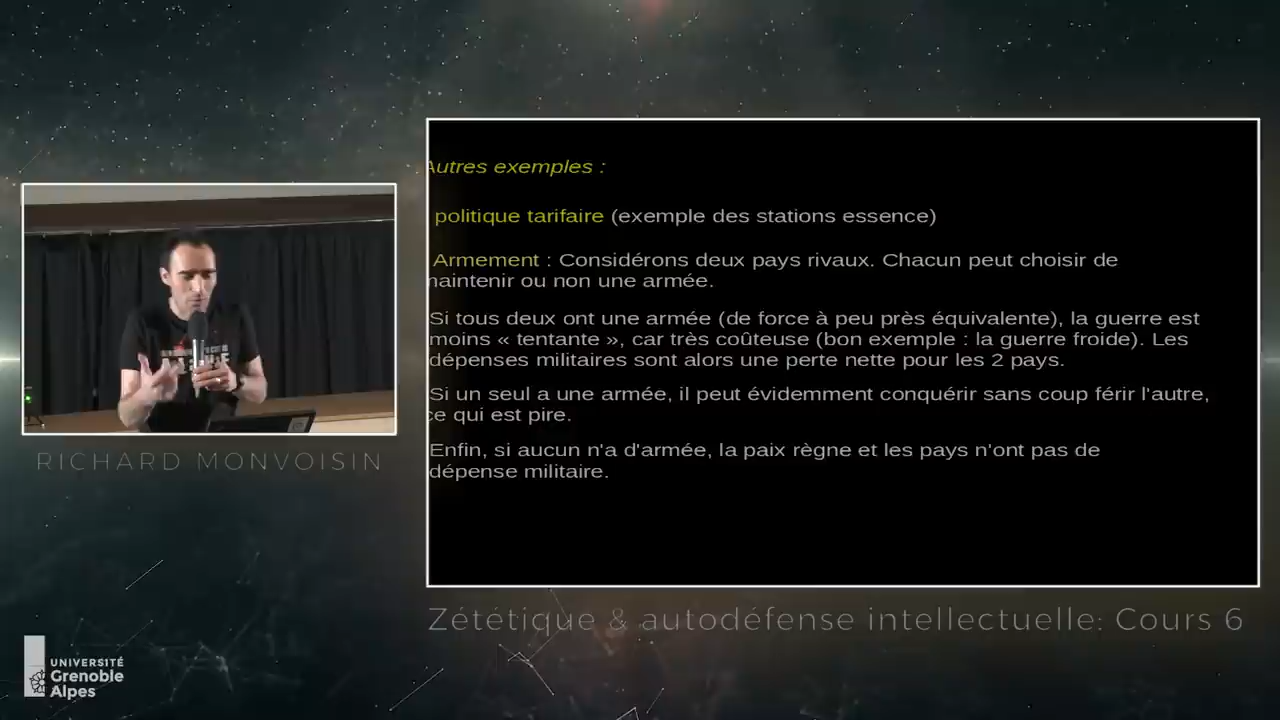 Autres exemples :
politique tarifaire (exemple des stations essence)
Armement : Considérons deux pays rivaux. Chacun peut choisir de
maintenir ou non une armée.
Si tous deux ont une armée (de force à peu près équivalente), la guerre est
moins « tentante », car très coûteuse (bon exemple : la guerre froide). Les
dépenses militaires sont alors une perte nette pour les 2 pays.
Si un seul a une armée, il peut évidemment conquérir sans coup férir l'autre,
ce qui est pire.
Enfin, si aucun n'a d'armée, la paix règne et les pays n'ont pas de
dépense militaire.
RICHARD MONVOISIN
Zététique & autodéfense intellectuelle: Cours 6
UNIVERSITÉ
Grenoble
Alpes